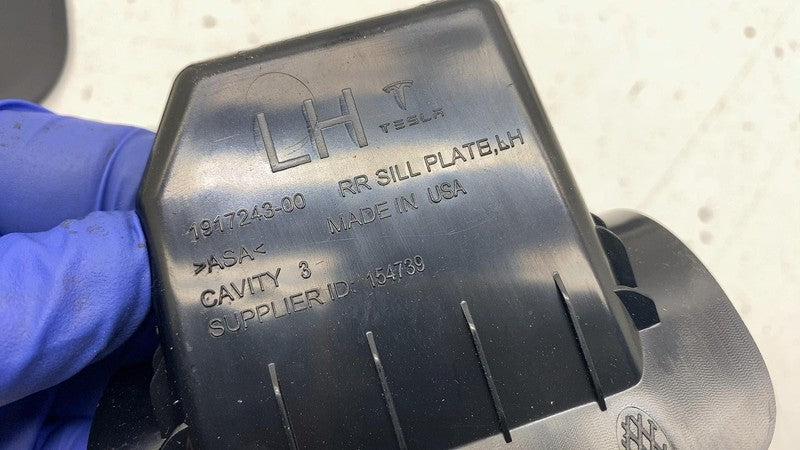 LH TESLA
1917243-00 RR SILL PLATE,LH
>ASA< MADE IN USA
CAVITY 3
SUPPLIER ID: 154739